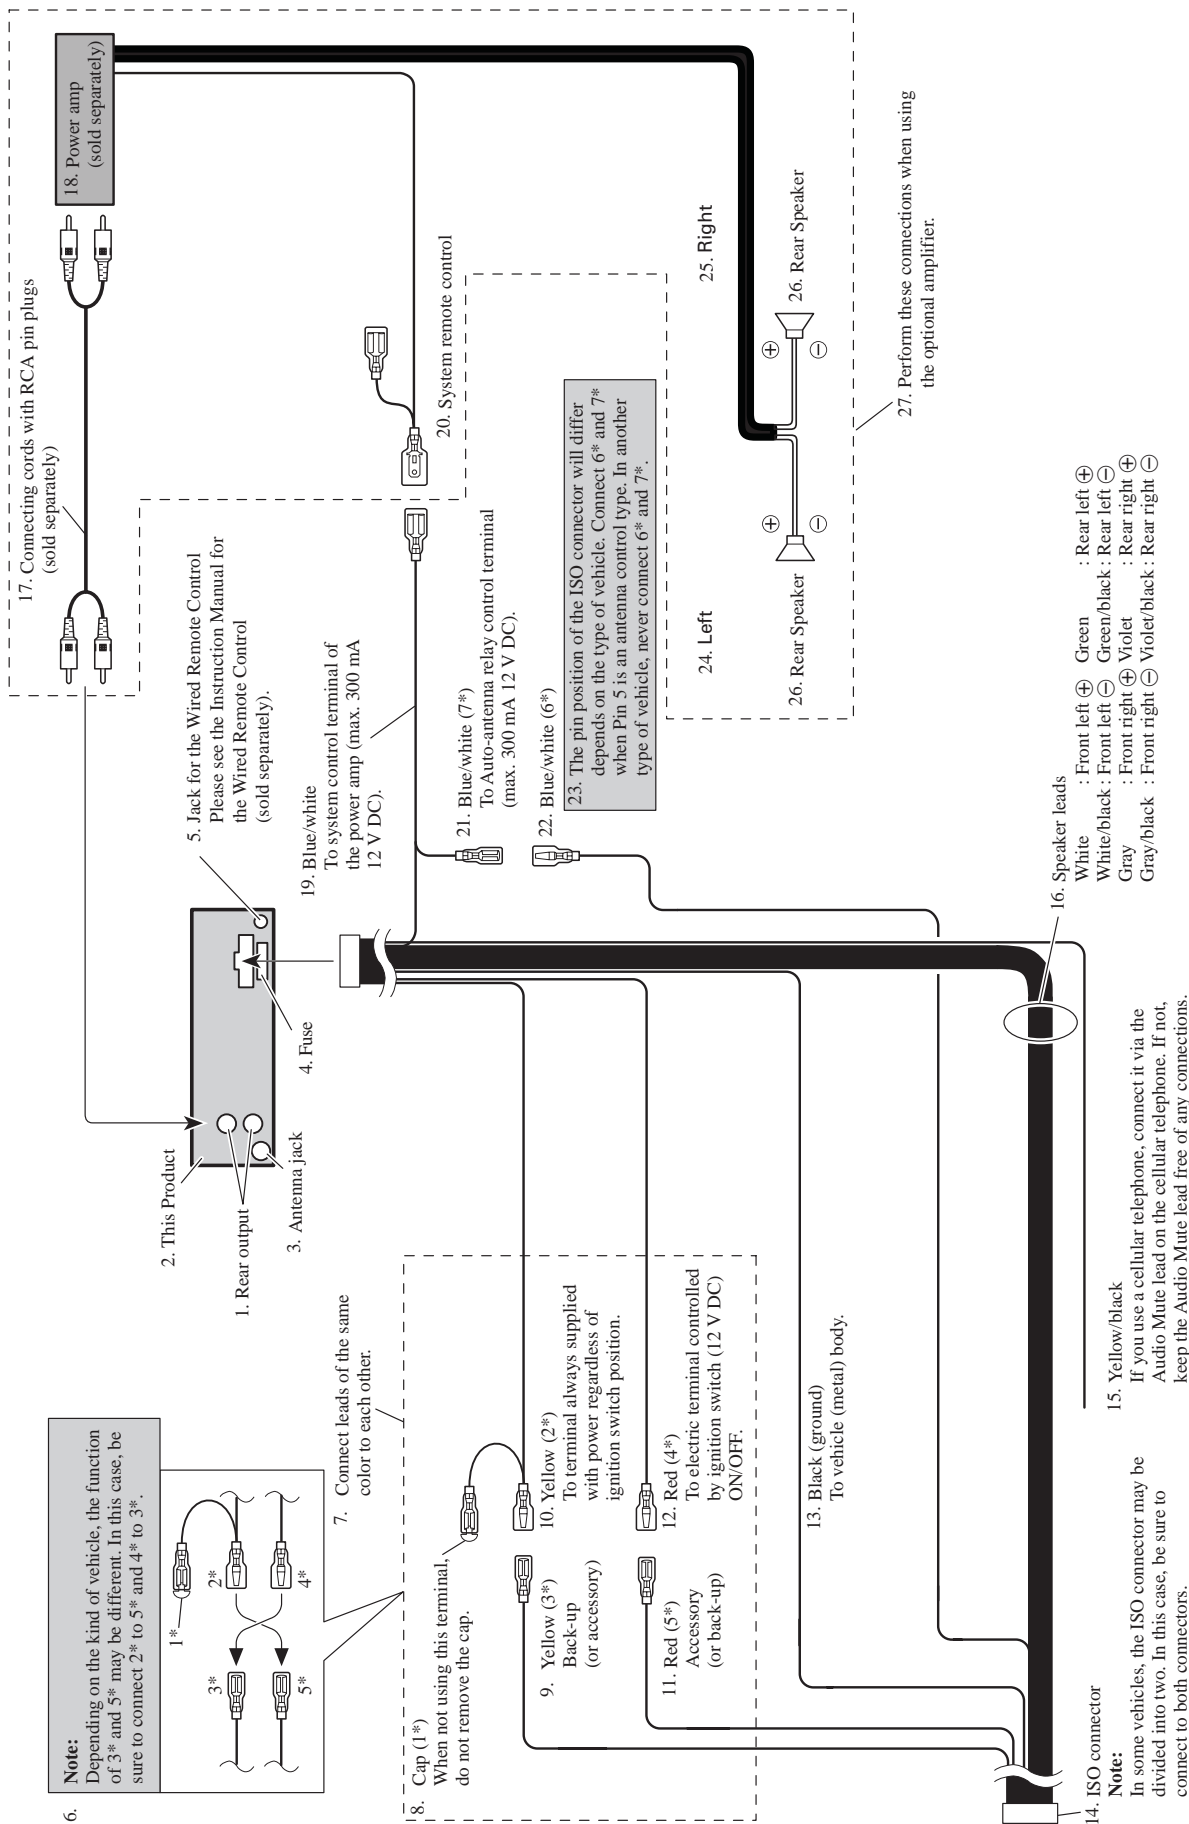 17. Connecting cords with RCA pin plugs
(sold separately)
18. Power amp
(sold separately)
5. Jack for the Wired Remote Control
Please see the Instruction Manual for
the Wired Remote Control
(sold separately).
2. This Product
1. Rear output
3. Antenna jack
4. Fuse
6.
Note:
Depending on the kind of vehicle, the function
of 3* and 5* may be different. In this case, be
sure to connect 2* to 5* and 4* to 3*.
1*
3*
2*
5*
4*
7. Connect leads of the same
color to each other.
8. Cap (1*)
When not using this terminal,
do not remove the cap.
9. Yellow (3*)
Back-up
(or accessory)
10. Yellow (2*)
To terminal always supplied
with power regardless of
ignition switch position.
11. Red (5*)
Accessory
(or back-up)
12. Red (4*)
To electric terminal controlled
by ignition switch (12 V DC)
ON/OFF.
13. Black (ground)
To vehicle (metal) body.
14. ISO connector
Note:
In some vehicles, the ISO connector may be
divided into two. In this case, be sure to
connect to both connectors.
15. Yellow/black
If you use a cellular telephone, connect it via the
Audio Mute lead on the cellular telephone. If not,
keep the Audio Mute lead free of any connections.
16. Speaker leads
White : Front left ⊕ Green : Rear left ⊕
White/black : Front left ⊖ Green/black : Rear left ⊖
Gray : Front right ⊕ Violet : Rear right ⊕
Gray/black : Front right ⊖ Violet/black : Rear right ⊖
19. Blue/white
To system control terminal of
the power amp (max. 300 mA
12 V DC).
20. System remote control
21. Blue/white (7*)
To Auto-antenna relay control terminal
(max. 300 mA 12 V DC).
22. Blue/white (6*)
23. The pin position of the ISO connector will differ
depends on the type of vehicle. Connect 6* and 7*
when Pin 5 is an antenna control type. In another
type of vehicle, never connect 6* and 7*.
24. Left
25. Right
26. Rear Speaker
⊕
⊖
26. Rear Speaker
⊕
⊖
27. Perform these connections when using
the optional amplifier.